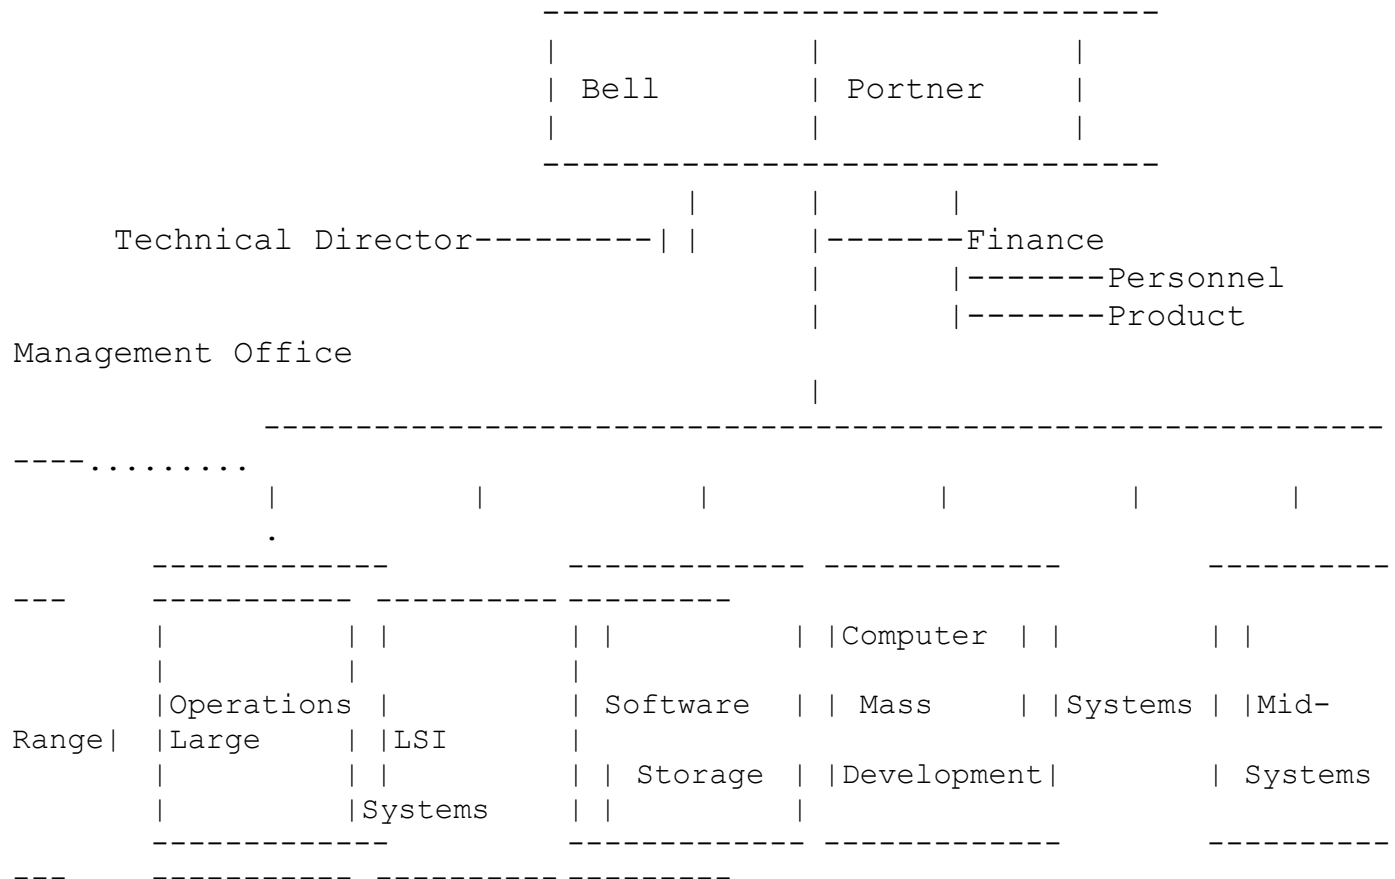 -------------------------------
| | |
| Bell | Portner |
| | |
-------------------------------
| | |
Technical Director---------| | |-------Finance
| |-------Personnel
| |-------Product
Management Office
|
-------------------------------------------------------------
----.........
| | | | | |
.
------------- ------------- ------------- ----------
--- ----------- ---------- ---------
| | | | | | |Computer | | | |
| | |
|Operations | | Software | | Mass | |Systems | |Mid-
Range| |Large | |LSI |
| | | | | Storage | |Development| | Systems
| |Systems | | |
------------- ------------- ------------- ----------
--- ----------- ---------- ---------